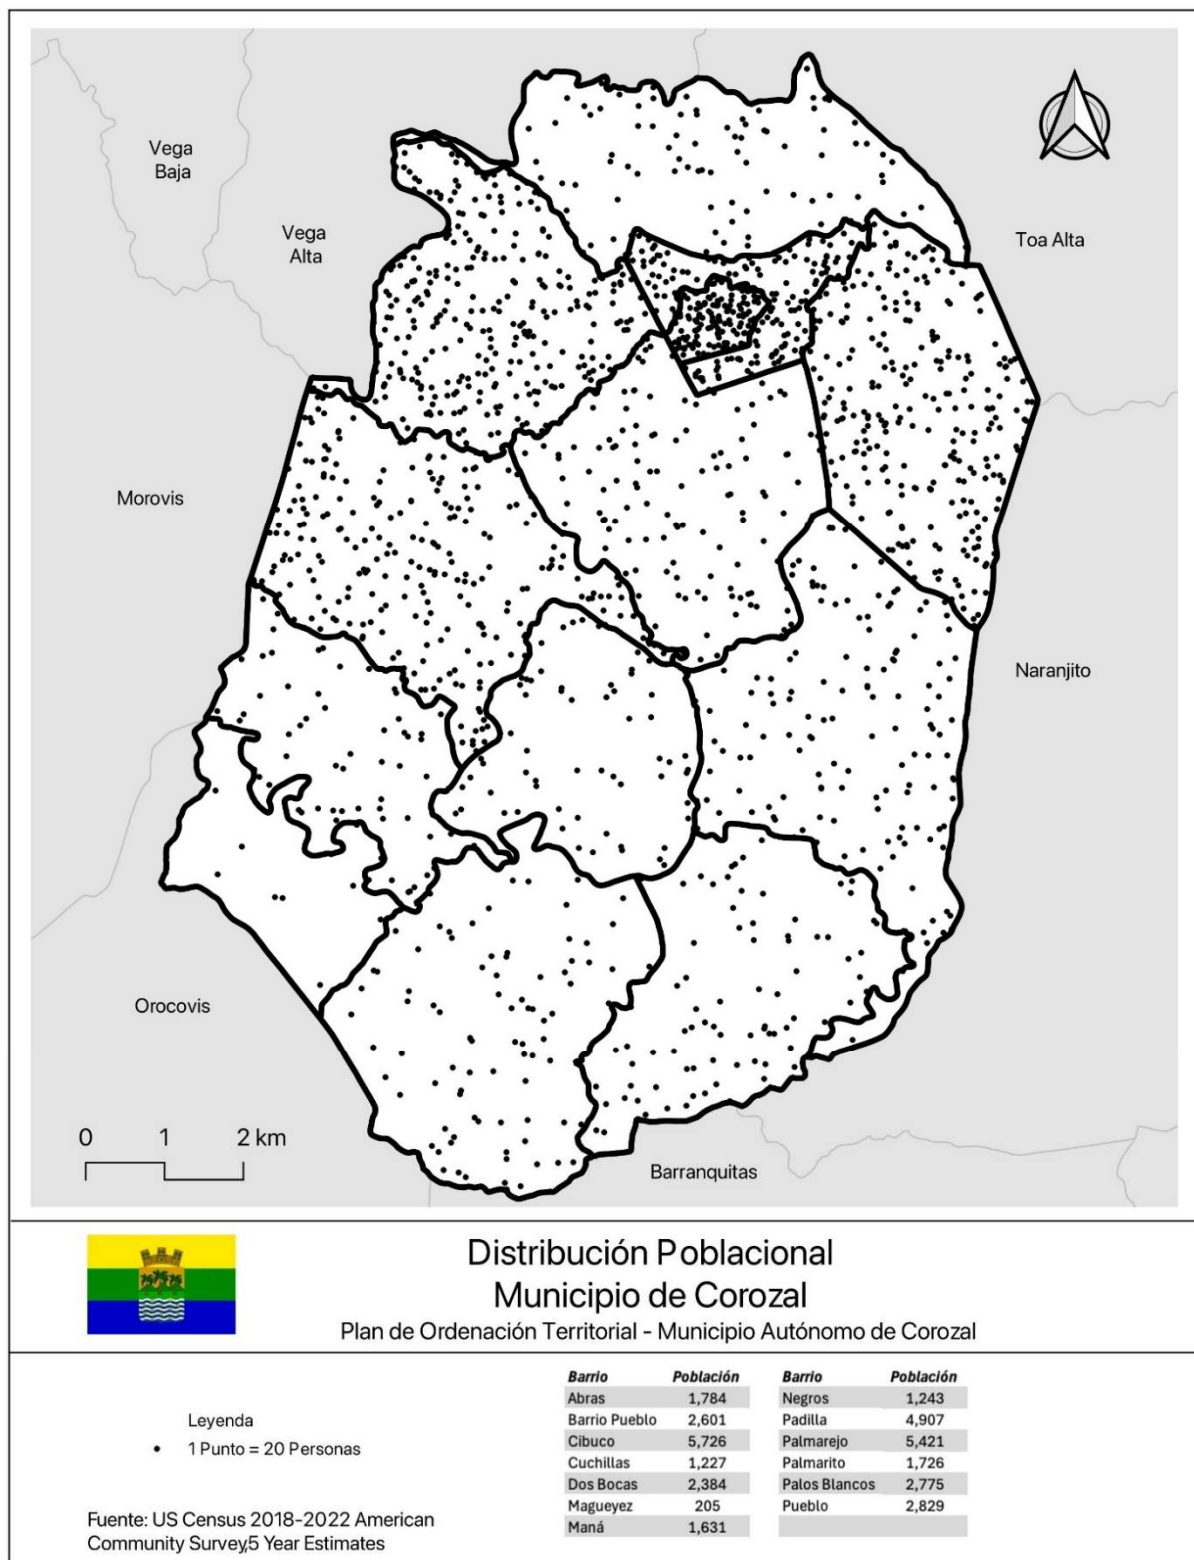 Vega
Baja
Vega
Alta
Toa Alta
Morovis
Naranjito
Orocovis
0 1 2 km
Barranquitas
Distribución Poblacional
Municipio de Corozal
Plan de Ordenación Territorial - Municipio Autónomo de Corozal
Leyenda
1 Punto = 20 Personas
Fuente: US Census 2018-2022 American
Community Survey,5 Year Estimates
Barrio Población Barrio Población
Abras 1,784 Negros 1,243
Barrio Pueblo 2,601 Padilla 4,907
Cibuco 5,726 Palmarejo 5,421
Cuchillas 1,227 Palmarito 1,726
Dos Bocas 2,384 Palos Blancos 2,775
Magueyez 205 Pueblo 2,829
Maná 1,631